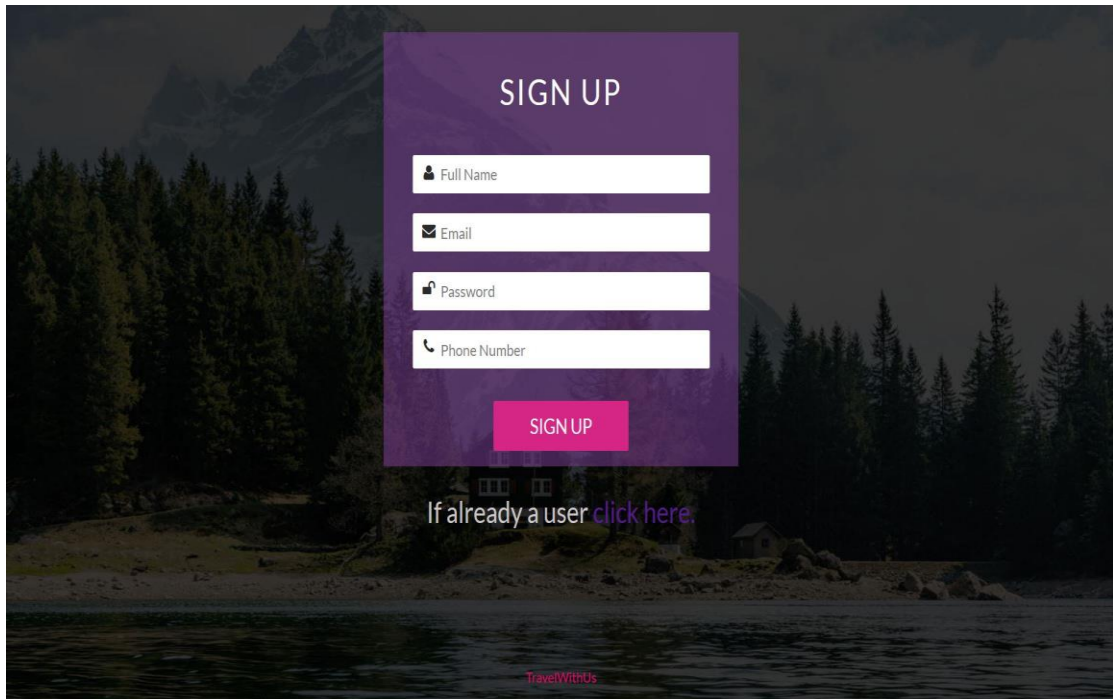 SIGN UP
Full Name
Email
Password
Phone Number
SIGN UP
If already a user click here.
TravelWithUs